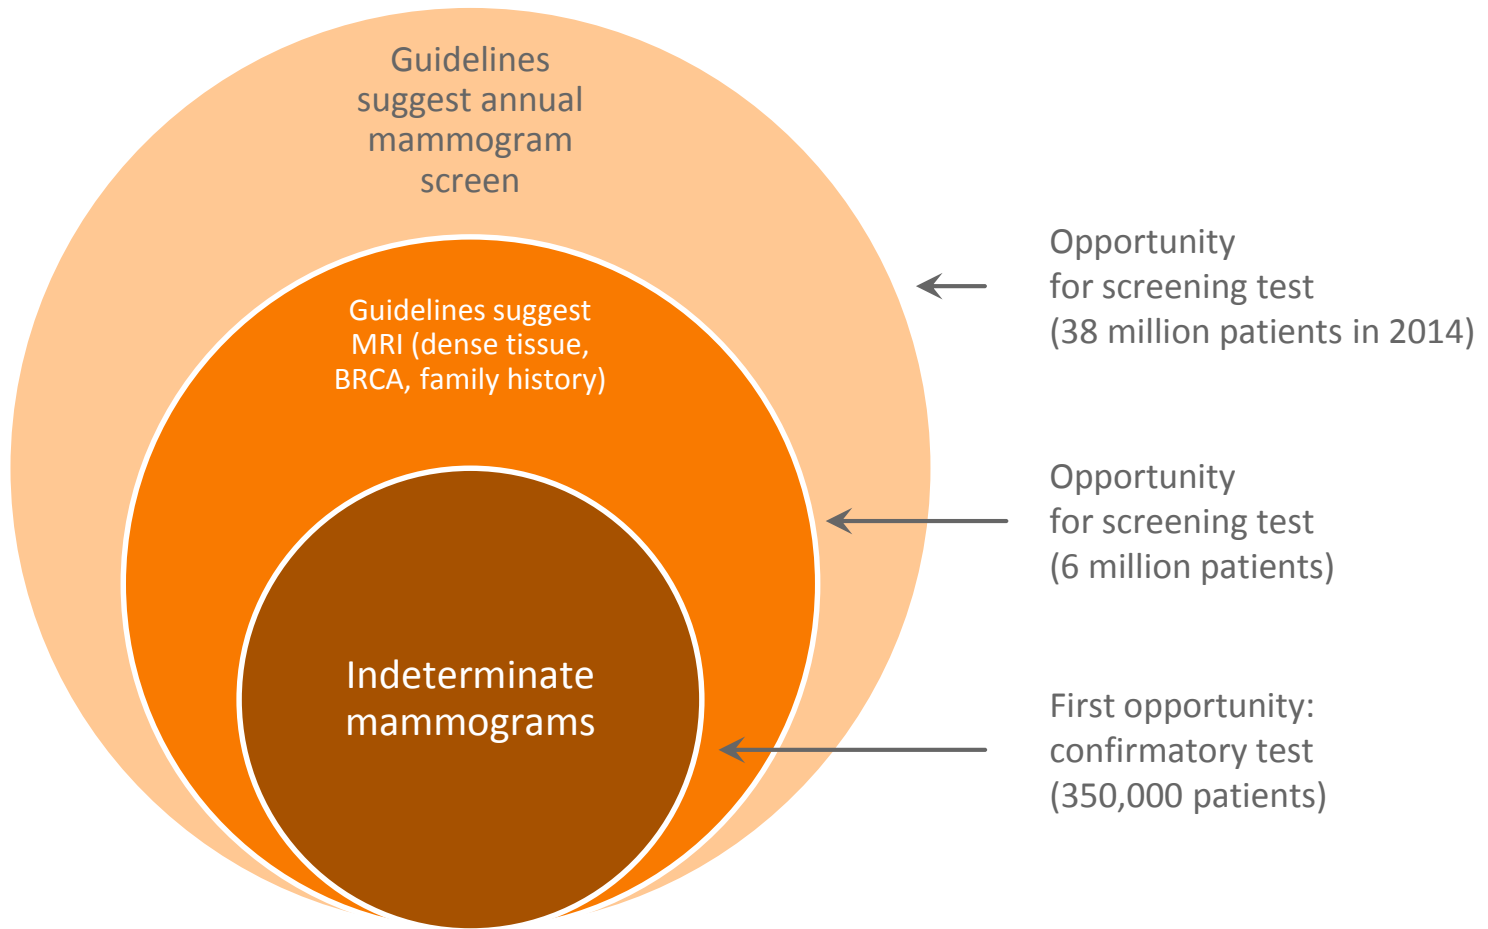 Guidelines
suggest annual
mammogram
screen
Guidelines suggest
MRI (dense tissue,
BRCA, family history)
Indeterminate
mammograms
Opportunity
for screening test
(38 million patients in 2014)
Opportunity
for screening test
(6 million patients)
First opportunity:
confirmatory test
(350,000 patients)